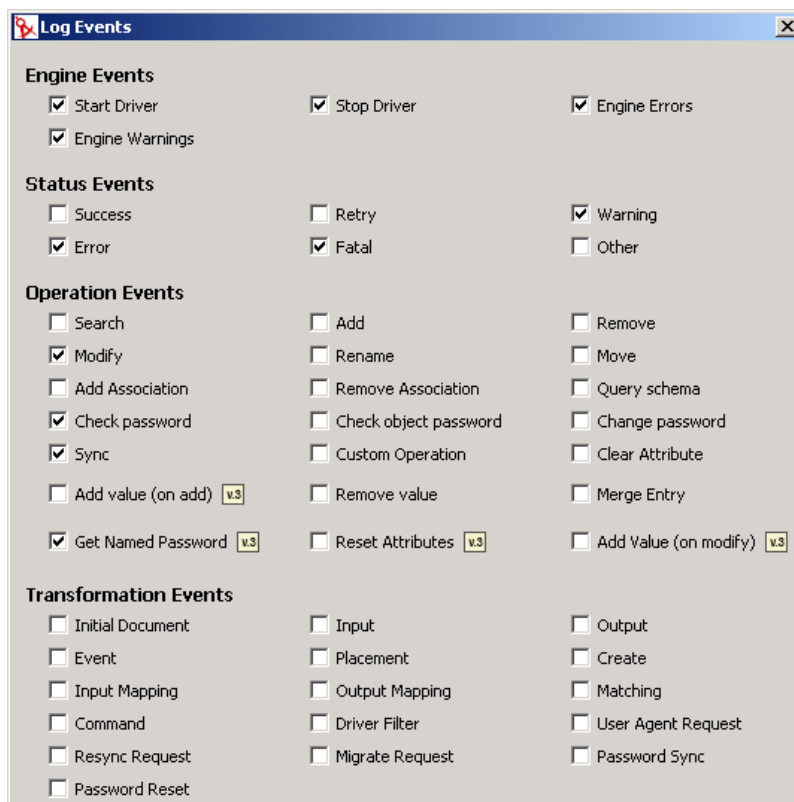 Log Events
Engine Events
Start Driver Stop Driver Engine Errors
Engine Warnings
Status Events
Success Retry Warning
Error Fatal Other
Operation Events
Search Add Remove
Modify Rename Move
Add Association Remove Association Query schema
Check password Check object password Change password
Sync Custom Operation Clear Attribute
Add value (on add) v.3 Remove value Merge Entry
Get Named Password v.3 Reset Attributes v.3 Add Value (on modify) v.3
Transformation Events
Initial Document Input Output
Event Placement Create
Input Mapping Output Mapping Matching
Command Driver Filter User Agent Request
Resync Request Migrate Request Password Sync
Password Reset